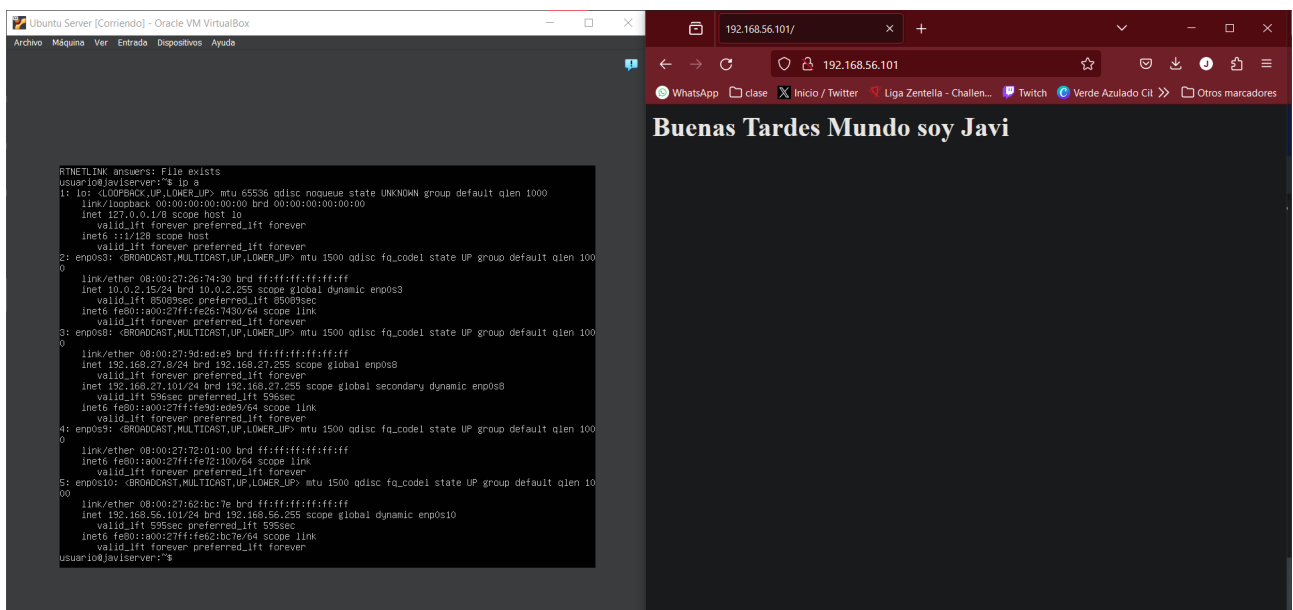 Ubuntu Server [Corriendo] - Oracle VM VirtualBox
Archivo Máquina Ver Entrada Dispositivos Ayuda
RTNETLINK answers: File exists
usuario@javiserver:~$ ip a
1: lo: <LOOPBACK,UP,LOWER_UP> mtu 65536 qdisc noqueue state UNKNOWN group default qlen 1000
link/loopback 00:00:00:00:00:00 brd 00:00:00:00:00:00
inet 127.0.0.1/8 scope host lo
valid_lft forever preferred_lft forever
inet6 ::1/128 scope host
valid_lft forever preferred_lft forever
2: enp0s3: <BROADCAST,MULTICAST,UP,LOWER_UP> mtu 1500 qdisc fq_codel state UP group default qlen 100
0
link/ether 08:00:27:26:74:30 brd ff:ff:ff:ff:ff:ff
inet 10.0.2.15/24 brd 10.0.2.255 scope global dynamic enp0s3
valid_lft 85089sec preferred_lft 85089sec
inet6 fe80::a00:27ff:fe26:7430/64 scope link
valid_lft forever preferred_lft forever
3: enp0s8: <BROADCAST,MULTICAST,UP,LOWER_UP> mtu 1500 qdisc fq_codel state UP group default qlen 100
0
link/ether 08:00:27:9d:ed:e9 brd ff:ff:ff:ff:ff:ff
inet 192.168.27.8/24 brd 192.168.27.255 scope global enp0s8
valid_lft forever preferred_lft forever
inet 192.168.27.101/24 brd 192.168.27.255 scope global secondary dynamic enp0s8
valid_lft 596sec preferred_lft 596sec
inet6 fe80::a00:27ff:fe9d:ede9/64 scope link
valid_lft forever preferred_lft forever
4: enp0s9: <BROADCAST,MULTICAST,UP,LOWER_UP> mtu 1500 qdisc fq_codel state UP group default qlen 100
0
link/ether 08:00:27:72:01:00 brd ff:ff:ff:ff:ff:ff
inet6 fe80::a00:27ff:fe72:100/64 scope link
valid_lft forever preferred_lft forever
5: enp0s10: <BROADCAST,MULTICAST,UP,LOWER_UP> mtu 1500 qdisc fq_codel state UP group default qlen 10
00
link/ether 08:00:27:62:bc:7e brd ff:ff:ff:ff:ff:ff
inet 192.168.56.101/24 brd 192.168.56.255 scope global dynamic enp0s10
valid_lft 595sec preferred_lft 595sec
inet6 fe80::a00:27ff:fe62:bc7e/64 scope link
valid_lft forever preferred_lft forever
usuario@javiserver:~$
192.168.56.101/
192.168.56.101
J
WhatsApp clase Inicio / Twitter Liga Zentella - Challen... Twitch Verde Azulado Cit Otros marcadores
Buenas Tardes Mundo soy Javi